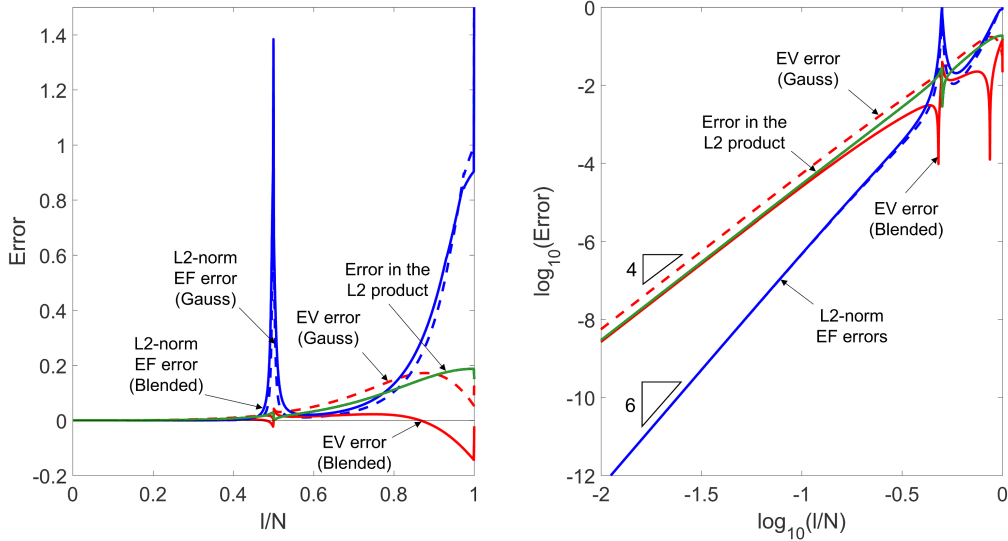 1.4
1.2
1
0.8
0.6
0.4
0.2
0
-0.2
Error
L2-norm
EF error
(Gauss)
Error in the
L2 product
EV error
(Gauss)
L2-norm
EF error
(Blended)
EV error
(Blended)
0
0.2
0.4
0.6
0.8
1
l/N
0
-2
-4
-6
-8
-10
-12
log10(Error)
EV error
(Gauss)
Error in the
L2 product
EV error
(Blended)
4
L2-norm
EF errors
6
-2
-1.5
-1
-0.5
0
log10(l/N)